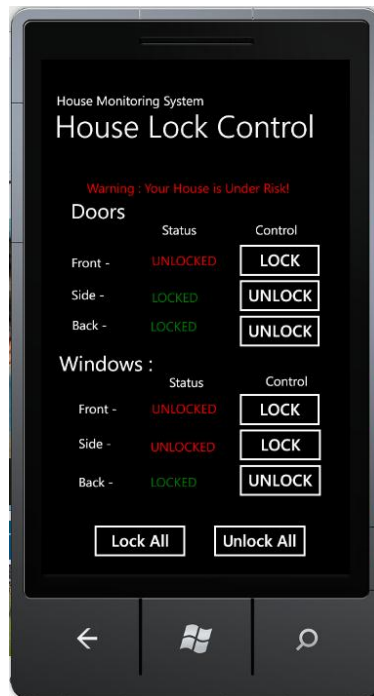 House Monitoring System
House Lock Control
Warning : Your House is Under Risk!
Doors
Status Control
Front - UNLOCKED LOCK
Side - LOCKED UNLOCK
Back - LOCKED UNLOCK
Windows :
Status Control
Front - UNLOCKED LOCK
Side - UNLOCKED LOCK
Back - LOCKED UNLOCK
Lock All Unlock All